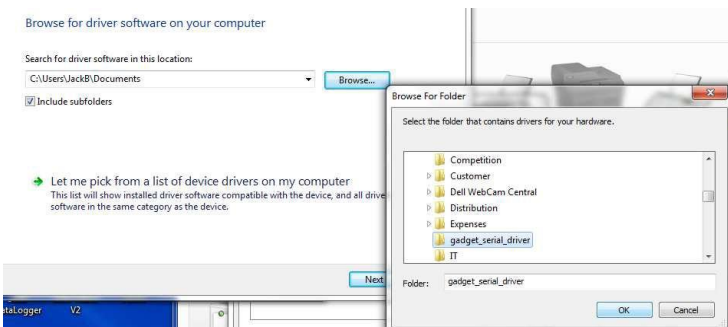 Browse for driver software on your computer
Search for driver software in this location:
C:\Users\JackB\Documents
Browse...
Include subfolders
Let me pick from a list of device drivers on my computer
This list will show installed driver software compatible with the device, and all drive
software in the same category as the device.
Next
ataLogger V2
Browse For Folder
Select the folder that contains drivers for your hardware.
Competition
Customer
Dell WebCam Central
Distribution
Expenses
gadget_serial_driver
IT
Folder: gadget_serial_driver
OK Cancel